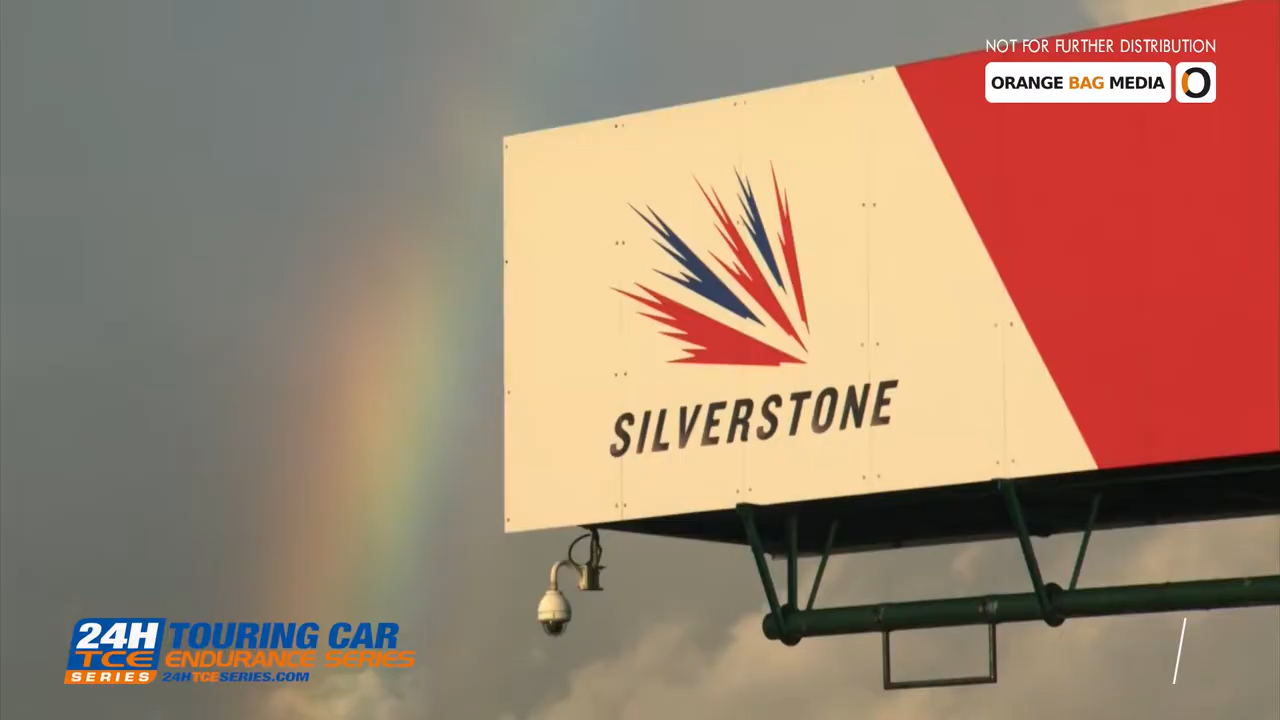 NOT FOR FURTHER DISTRIBUTION
ORANGE BAG MEDIA
SILVERSTONE
24H TOURING CAR
TCE ENDURANCE SERIES
SERIES 24HTCESERIES.COM